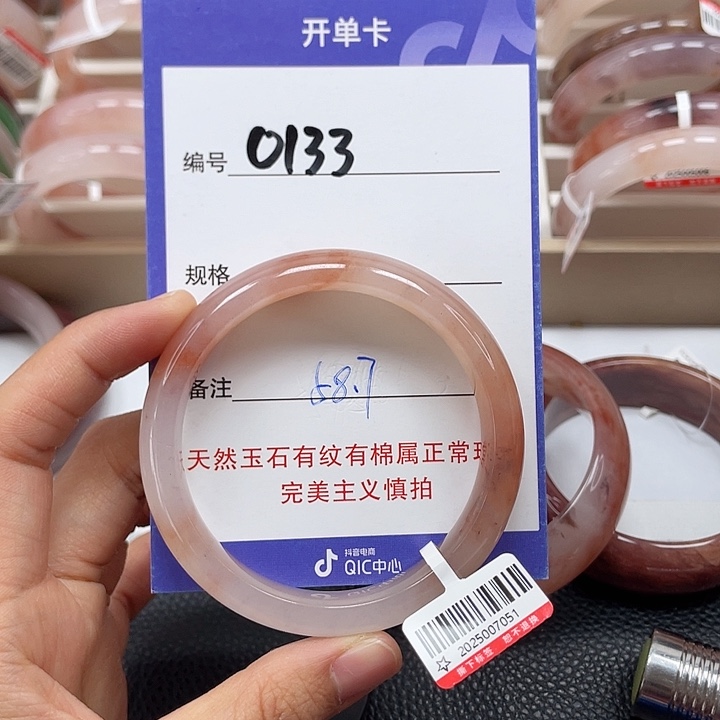 开单卡
编号 0133
规格
备注 58.7
天然玉石有纹有棉属正常
完美主义慎拍
抖音电商
QIC中心
2025007051
撕下标签 恕不退换